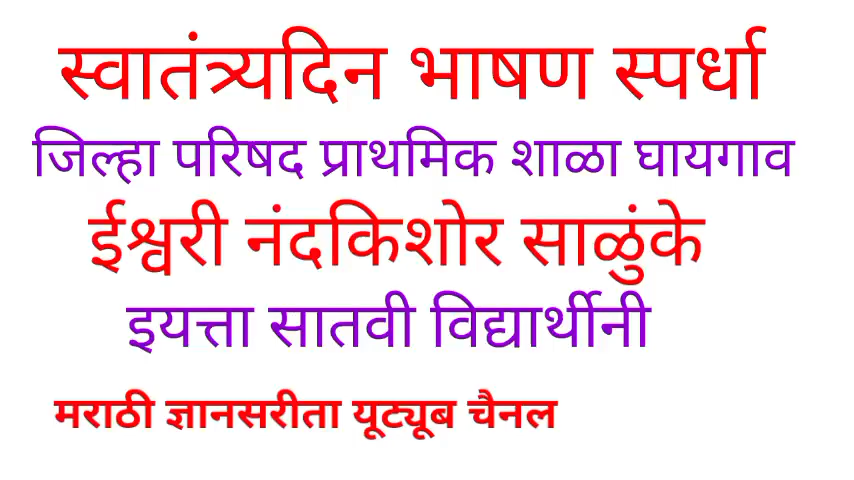 स्वातंत्र्यदिन भाषण स्पर्धा
जिल्हा परिषद प्राथमिक शाळा घायगाव
ईश्वरी नंदकिशोर साळुंके
इयत्ता सातवी विद्यार्थीनी
मराठी ज्ञानसरीता यूट्यूब चैनल